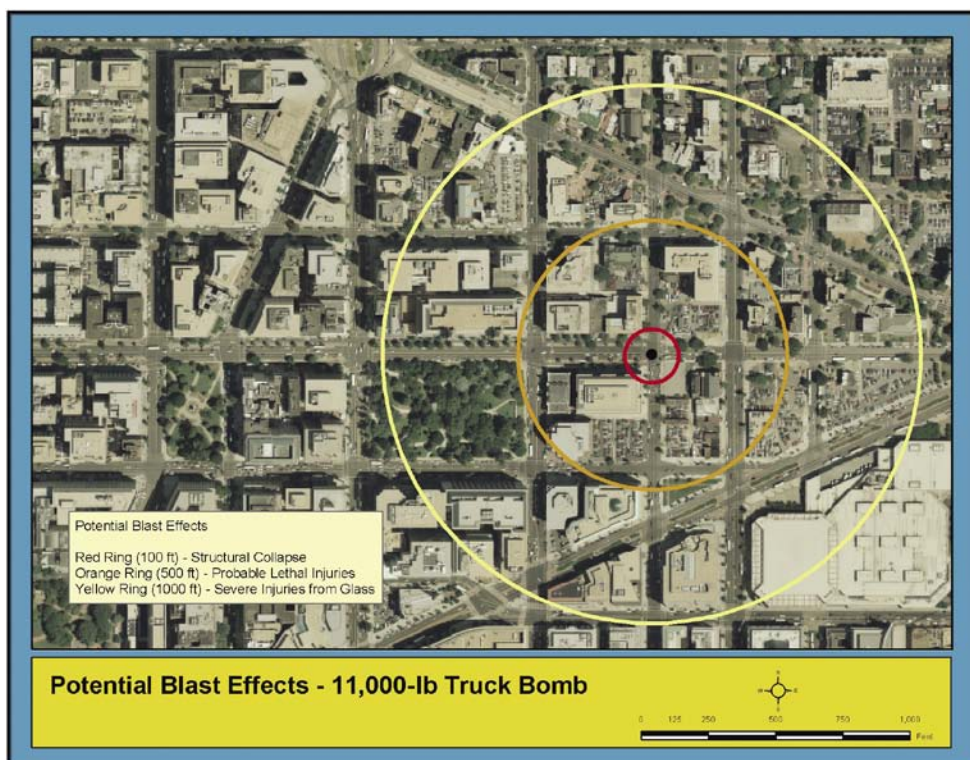 Potential Blast Effects
Red Ring (100 ft) - Structural Collapse
Orange Ring (500 ft) - Probable Lethal Injuries
Yellow Ring (1000 ft) - Severe Injuries from Glass
Potential Blast Effects - 11,000-lb Truck Bomb
0 125 250 500 750 1,000
Feet